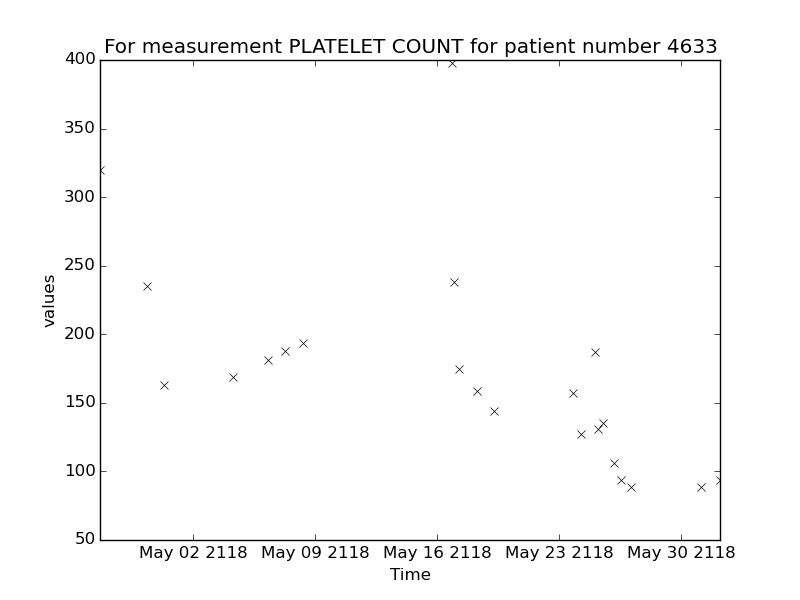 For measurement PLATELET COUNT for patient number 4633
400
350
300
250
200
150
100
50
values
May 02 2118 May 09 2118 May 16 2118 May 23 2118 May 30 2118
Time